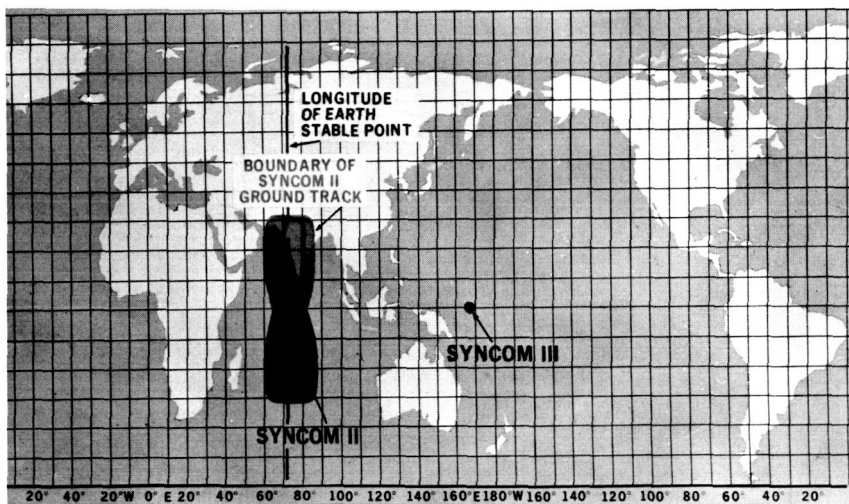 LONGITUDE
OF EARTH
STABLE POINT
BOUNDARY OF
SYNCOM II
GROUND TRACK
SYNCOM III
SYNCOM II
20° 40° 20°W 0° E 20° 40° 60° 80° 100° 120° 140° 160°E 180°W 160° 140° 120° 100° 80° 60° 40° 20°